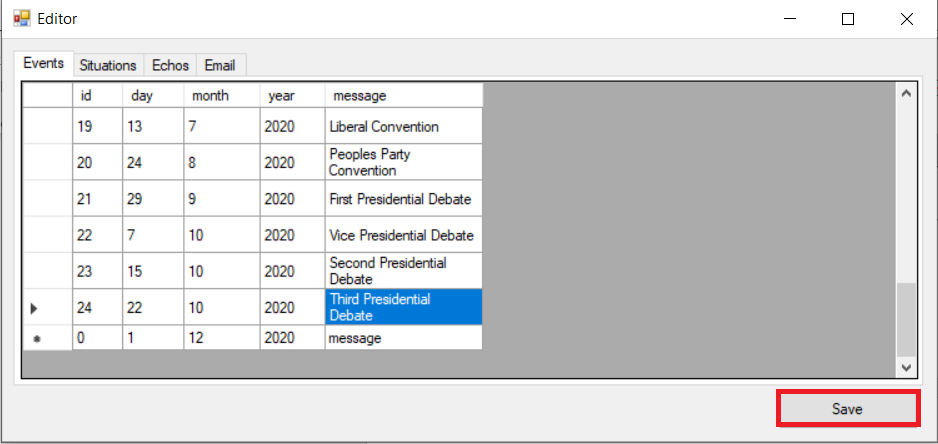 Editor
Events Situations Echos Email
id day month year message
19 13 7 2020 Liberal Convention
20 24 8 2020 Peoples Party
Convention
21 29 9 2020 First Presidential Debate
22 7 10 2020 Vice Presidential Debate
23 15 10 2020 Second Presidential
Debate
24 22 10 2020 Third Presidential
Debate
0 1 12 2020 message
Save